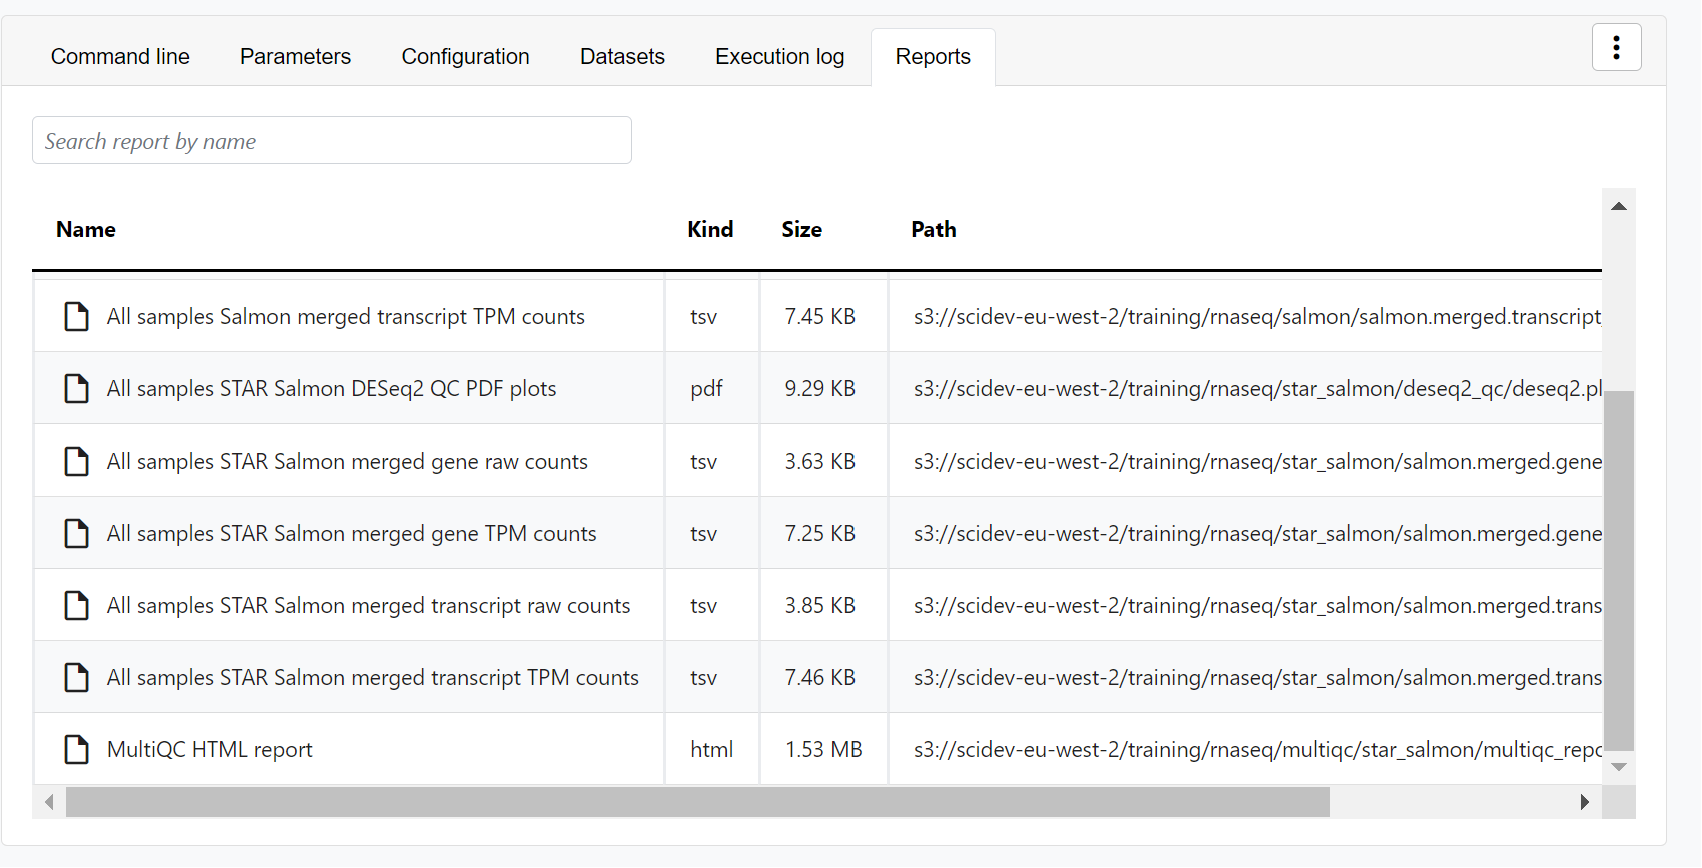 Command line Parameters Configuration Datasets Execution log Reports
Search report by name
Name Kind Size Path
All samples Salmon merged transcript TPM counts tsv 7.45 KB s3://scidev-eu-west-2/training/rnaseq/salmon/salmon.merged.transcript_
All samples STAR Salmon DESeq2 QC PDF plots pdf 9.29 KB s3://scidev-eu-west-2/training/rnaseq/star_salmon/deseq2_qc/deseq2.pl
All samples STAR Salmon merged gene raw counts tsv 3.63 KB s3://scidev-eu-west-2/training/rnaseq/star_salmon/salmon.merged.gene
All samples STAR Salmon merged gene TPM counts tsv 7.25 KB s3://scidev-eu-west-2/training/rnaseq/star_salmon/salmon.merged.gene
All samples STAR Salmon merged transcript raw counts tsv 3.85 KB s3://scidev-eu-west-2/training/rnaseq/star_salmon/salmon.merged.trans
All samples STAR Salmon merged transcript TPM counts tsv 7.46 KB s3://scidev-eu-west-2/training/rnaseq/star_salmon/salmon.merged.trans
MultiQC HTML report html 1.53 MB s3://scidev-eu-west-2/training/rnaseq/multiqc/star_salmon/multiqc_repo